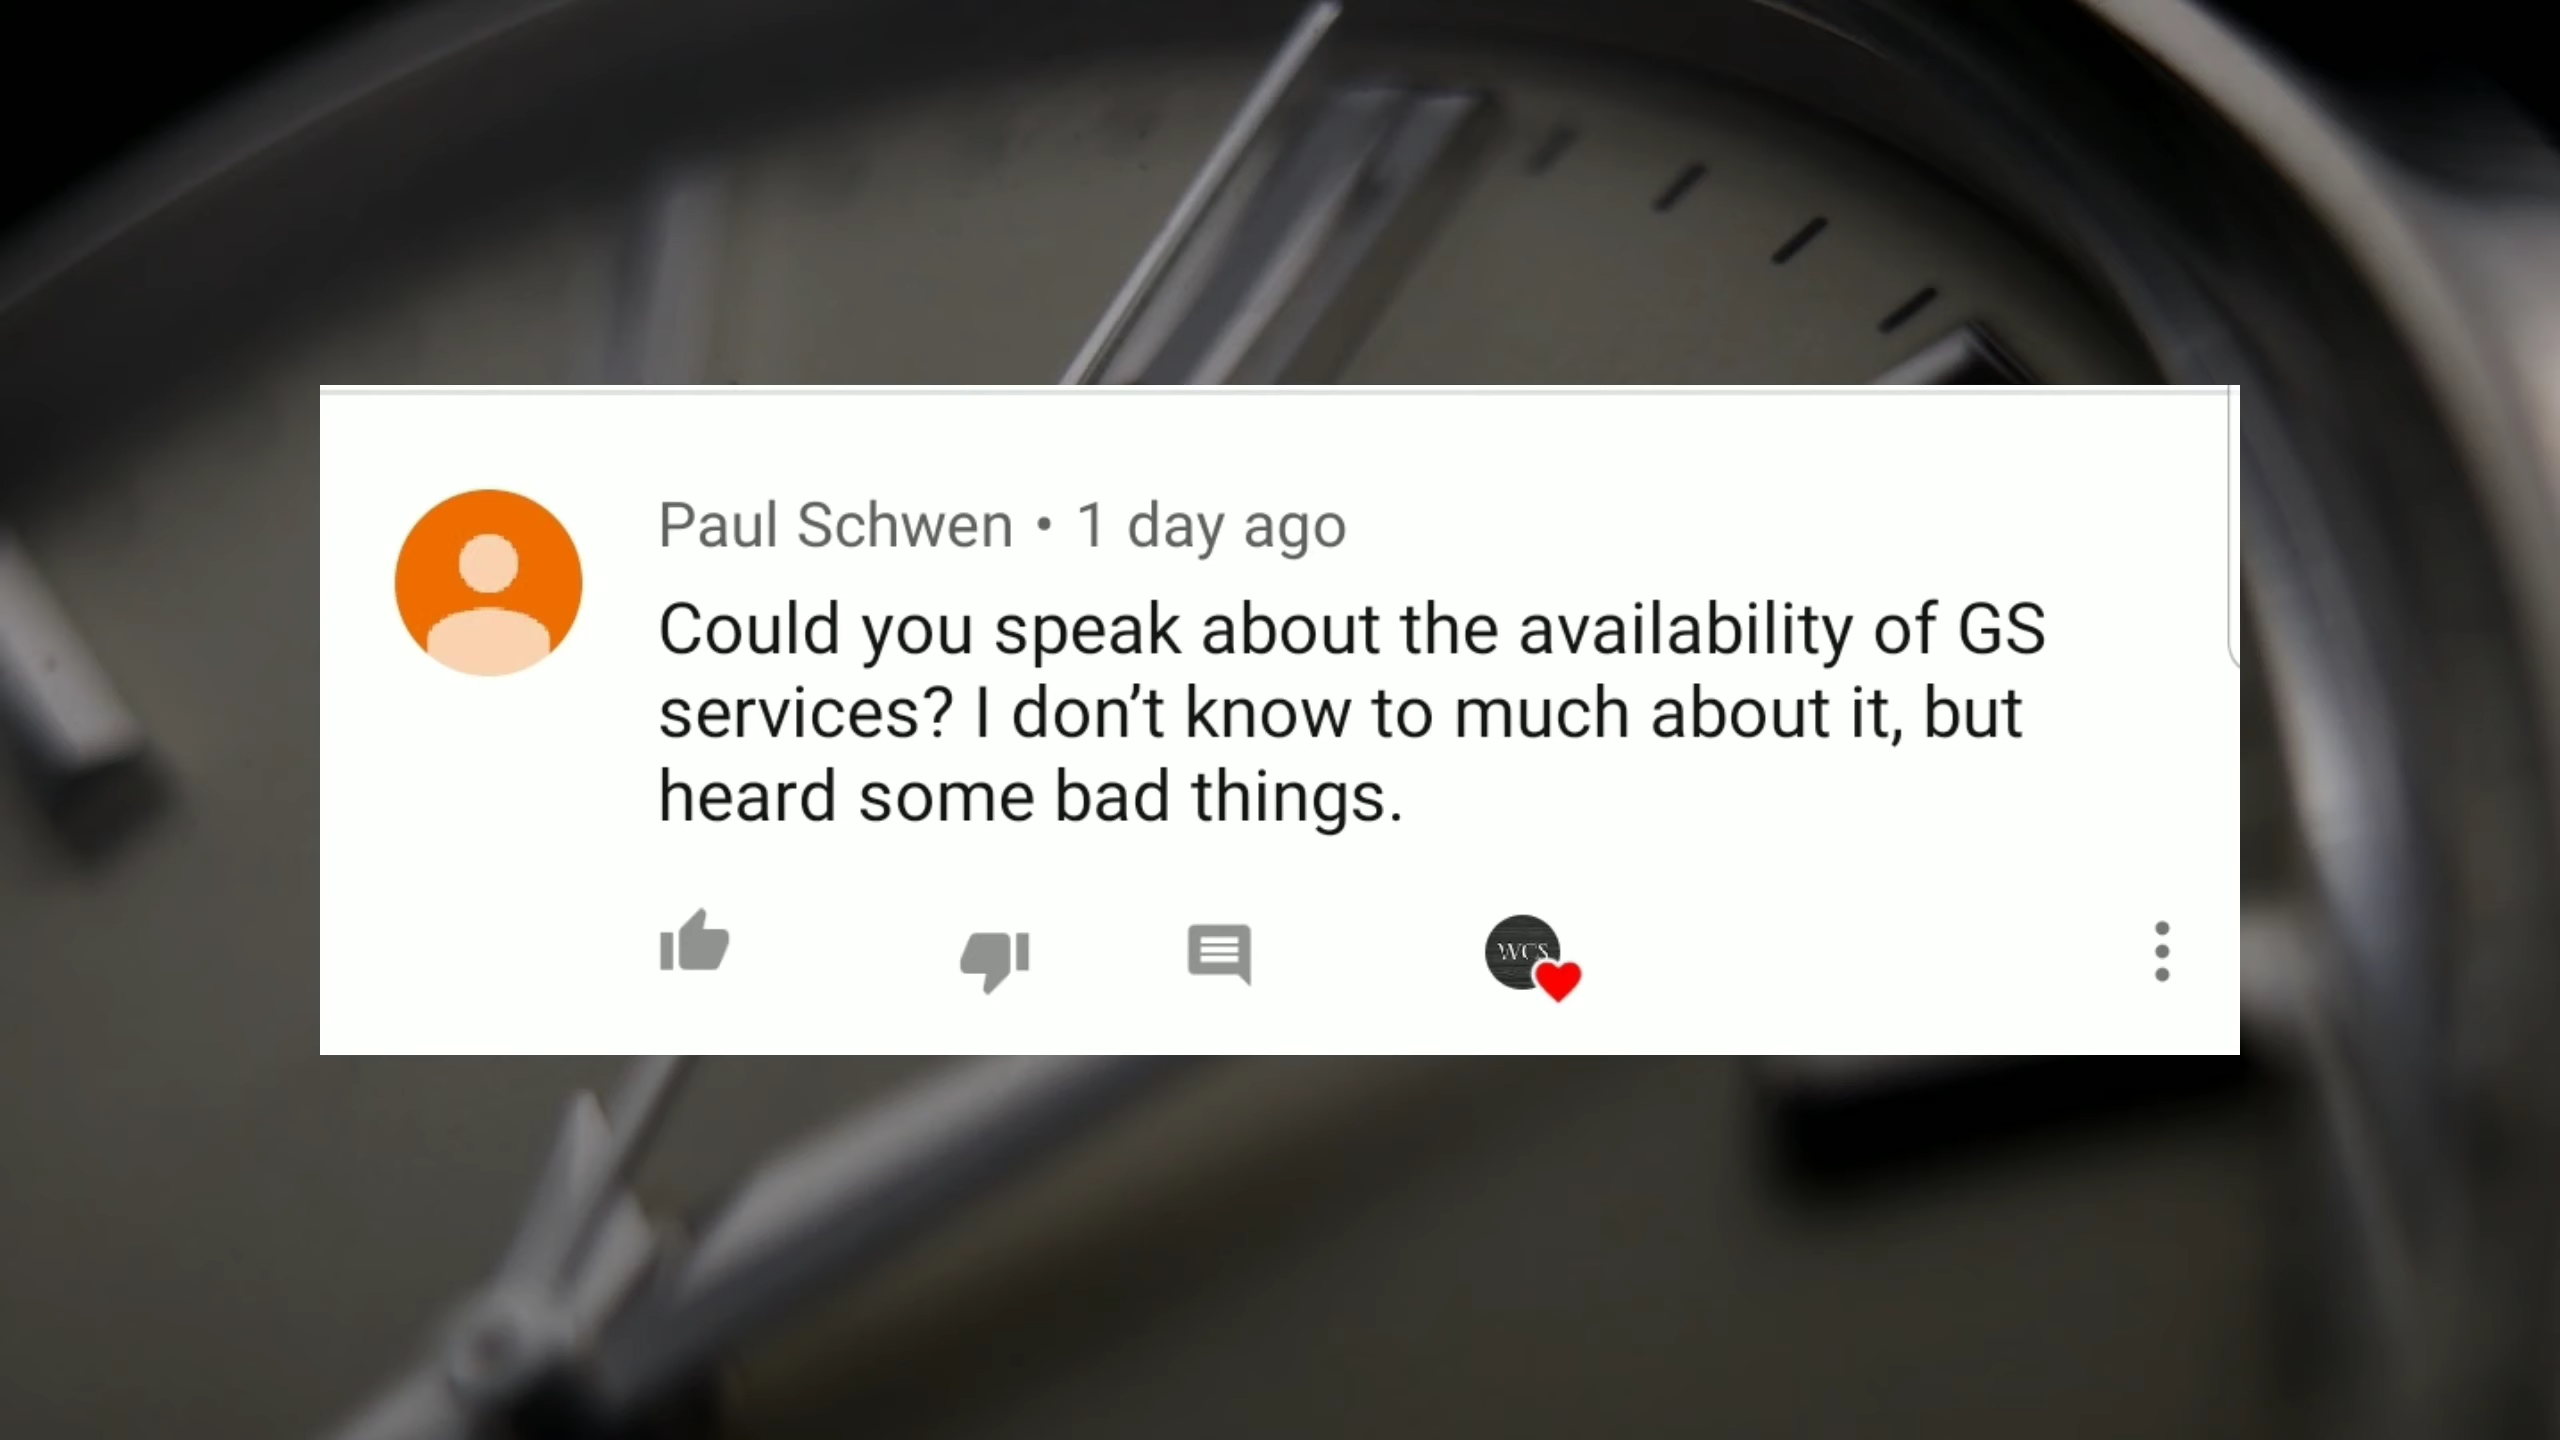 Paul Schwen • 1 day ago
Could you speak about the availability of GS
services? I don’t know to much about it, but
heard some bad things.
WCS